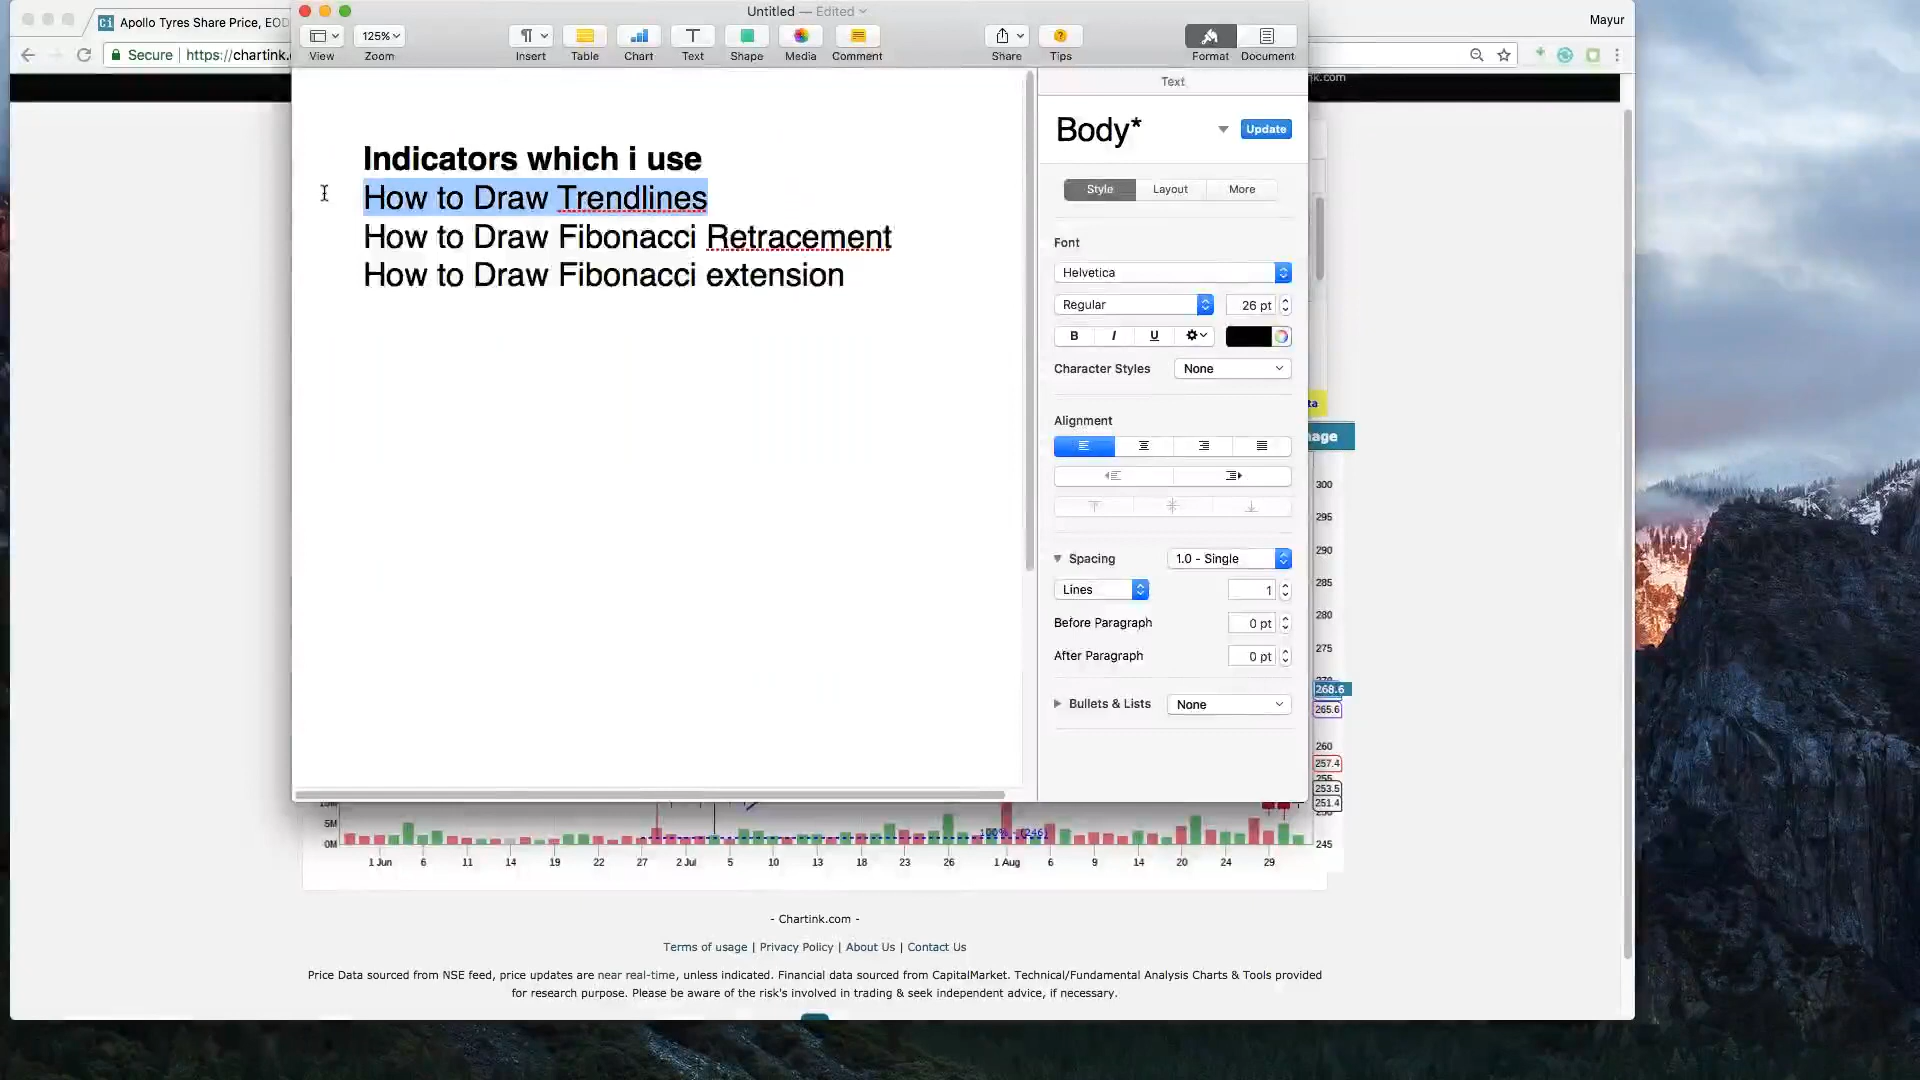 Apollo Tyres Share Price, EOD
Untitled — Edited
Mayur
Secure
https://chartink.
125%
View
Zoom
Insert
Table
Chart
Text
Shape
Media
Comment
Share
Tips
Format
Document
k.com
Text
Indicators which i use
How to Draw Trendlines
How to Draw Fibonacci Retracement
How to Draw Fibonacci extension
Body*
Update
Style
Layout
More
Font
Helvetica
Regular
26 pt
B
I
U
Character Styles
None
Alignment
Spacing
1.0 - Single
Lines
1
Before Paragraph
0 pt
After Paragraph
0 pt
Bullets & Lists
None
ta
mage
300
295
290
285
280
275
270
268.6
265.6
260
257.4
255
253.5
251.4
245
5M
0M
100% - (246)
1 Jun 6 11 14 19 22 27 2 Jul 5 10 13 18 23 26 1 Aug 6 9 14 20 24 29
- Chartink.com -
Terms of usage | Privacy Policy | About Us | Contact Us
Price Data sourced from NSE feed, price updates are near real-time, unless indicated. Financial data sourced from CapitalMarket. Technical/Fundamental Analysis Charts & Tools provided
for research purpose. Please be aware of the risk's involved in trading & seek independent advice, if necessary.